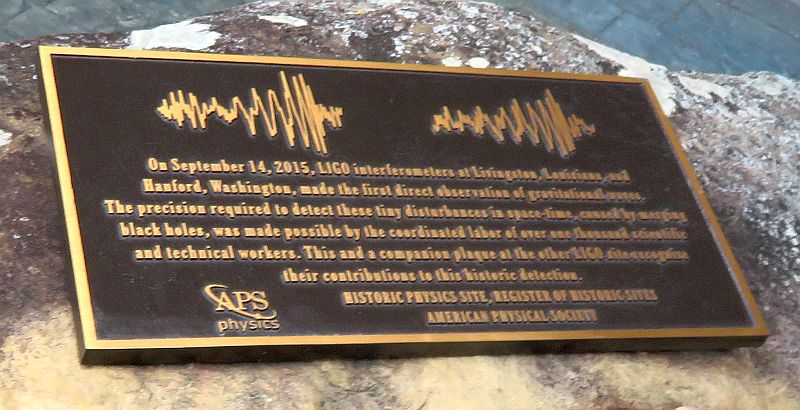 On September 14, 2015, LIGO interferometers at Livingston, Louisiana, and
Hanford, Washington, made the first direct observation of gravitational waves.
The precision required to detect these tiny disturbances in space-time, caused by merging
black holes, was made possible by the coordinated labor of over one thousand scientific
and technical workers. This and a companion plaque at the other LIGO site recognize
their contributions to this historic detection.
HISTORIC PHYSICS SITE, REGISTER OF HISTORIC SITES
AMERICAN PHYSICAL SOCIETY
APS
physics